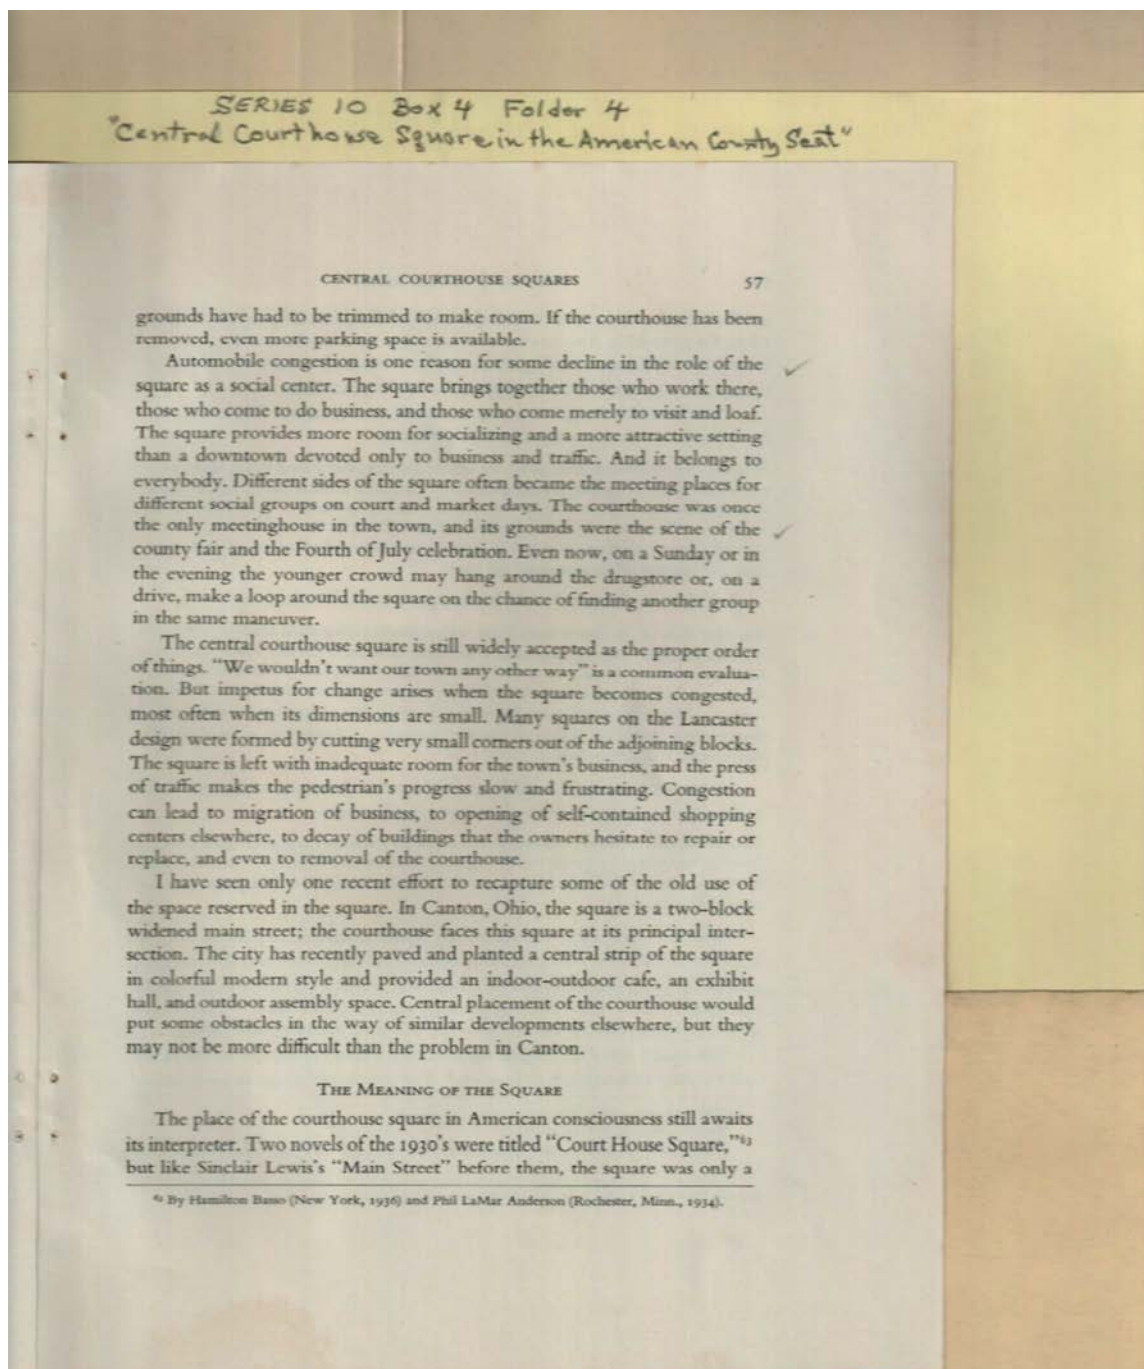 SERIES 10 Box 4 Folder 4
"Central Courthouse Square in the American County Seat"
CENTRAL COURTHOUSE SQUARES 57
grounds have had to be trimmed to make room. If the courthouse has been
removed, even more parking space is available.
Automobile congestion is one reason for some decline in the role of the
square as a social center. The square brings together those who work there,
those who come to do business, and those who come merely to visit and loaf.
The square provides more room for socializing and a more attractive setting
than a downtown devoted only to business and traffic. And it belongs to
everybody. Different sides of the square often became the meeting places for
different social groups on court and market days. The courthouse was once
the only meetinghouse in the town, and its grounds were the scene of the
county fair and the Fourth of July celebration. Even now, on a Sunday or in
the evening the younger crowd may hang around the drugstore or, on a
drive, make a loop around the square on the chance of finding another group
in the same maneuver.
The central courthouse square is still widely accepted as the proper order
of things. "We wouldn't want our town any other way" is a common evalua-
tion. But impetus for change arises when the square becomes congested,
most often when its dimensions are small. Many squares on the Lancaster
design were formed by cutting very small corners out of the adjoining blocks.
The square is left with inadequate room for the town's business, and the press
of traffic makes the pedestrian's progress slow and frustrating. Congestion
can lead to migration of business, to opening of self-contained shopping
centers elsewhere, to decay of buildings that the owners hesitate to repair or
replace, and even to removal of the courthouse.
I have seen only one recent effort to recapture some of the old use of
the space reserved in the square. In Canton, Ohio, the square is a two-block
widened main street; the courthouse faces this square at its principal inter-
section. The city has recently paved and planted a central strip of the square
in colorful modern style and provided an indoor-outdoor cafe, an exhibit
hall, and outdoor assembly space. Central placement of the courthouse would
put some obstacles in the way of similar developments elsewhere, but they
may not be more difficult than the problem in Canton.
THE MEANING OF THE SQUARE
The place of the courthouse square in American consciousness still awaits
its interpreter. Two novels of the 1930's were titled "Court House Square,"63
but like Sinclair Lewis's "Main Street" before them, the square was only a
63 By Hamilton Basso (New York, 1936) and Phil LaMar Anderson (Rochester, Minn., 1934).